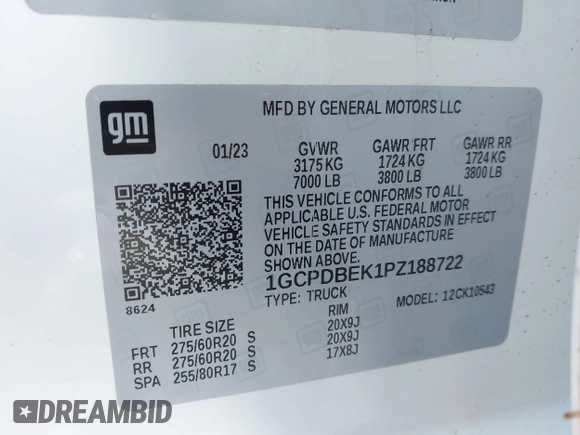 gm
MFD BY GENERAL MOTORS LLC
01/23 GVWR GAWR FRT GAWR RR
3175 KG 1724 KG 1724 KG
7000 LB 3800 LB 3800 LB
THIS VEHICLE CONFORMS TO ALL
APPLICABLE U.S. FEDERAL MOTOR
VEHICLE SAFETY STANDARDS IN EFFECT
ON THE DATE OF MANUFACTURE
SHOWN ABOVE.
1GCPDBEK1PZ188722
TYPE: TRUCK MODEL: 12CK10543
8624
TIRE SIZE RIM
FRT 275/60R20 S 20X9J
RR 275/60R20 S 20X9J
SPA 255/80R17 S 17X8J
DREAMBID